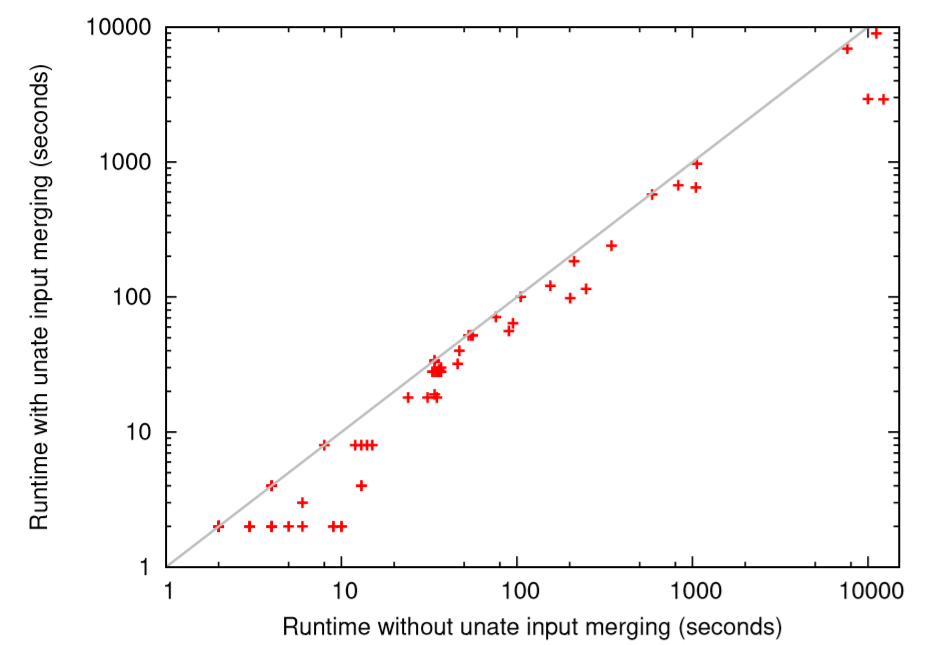 10000
1000
100
10
1
1 10 100 1000 10000
Runtime with unate input merging (seconds)
Runtime without unate input merging (seconds)